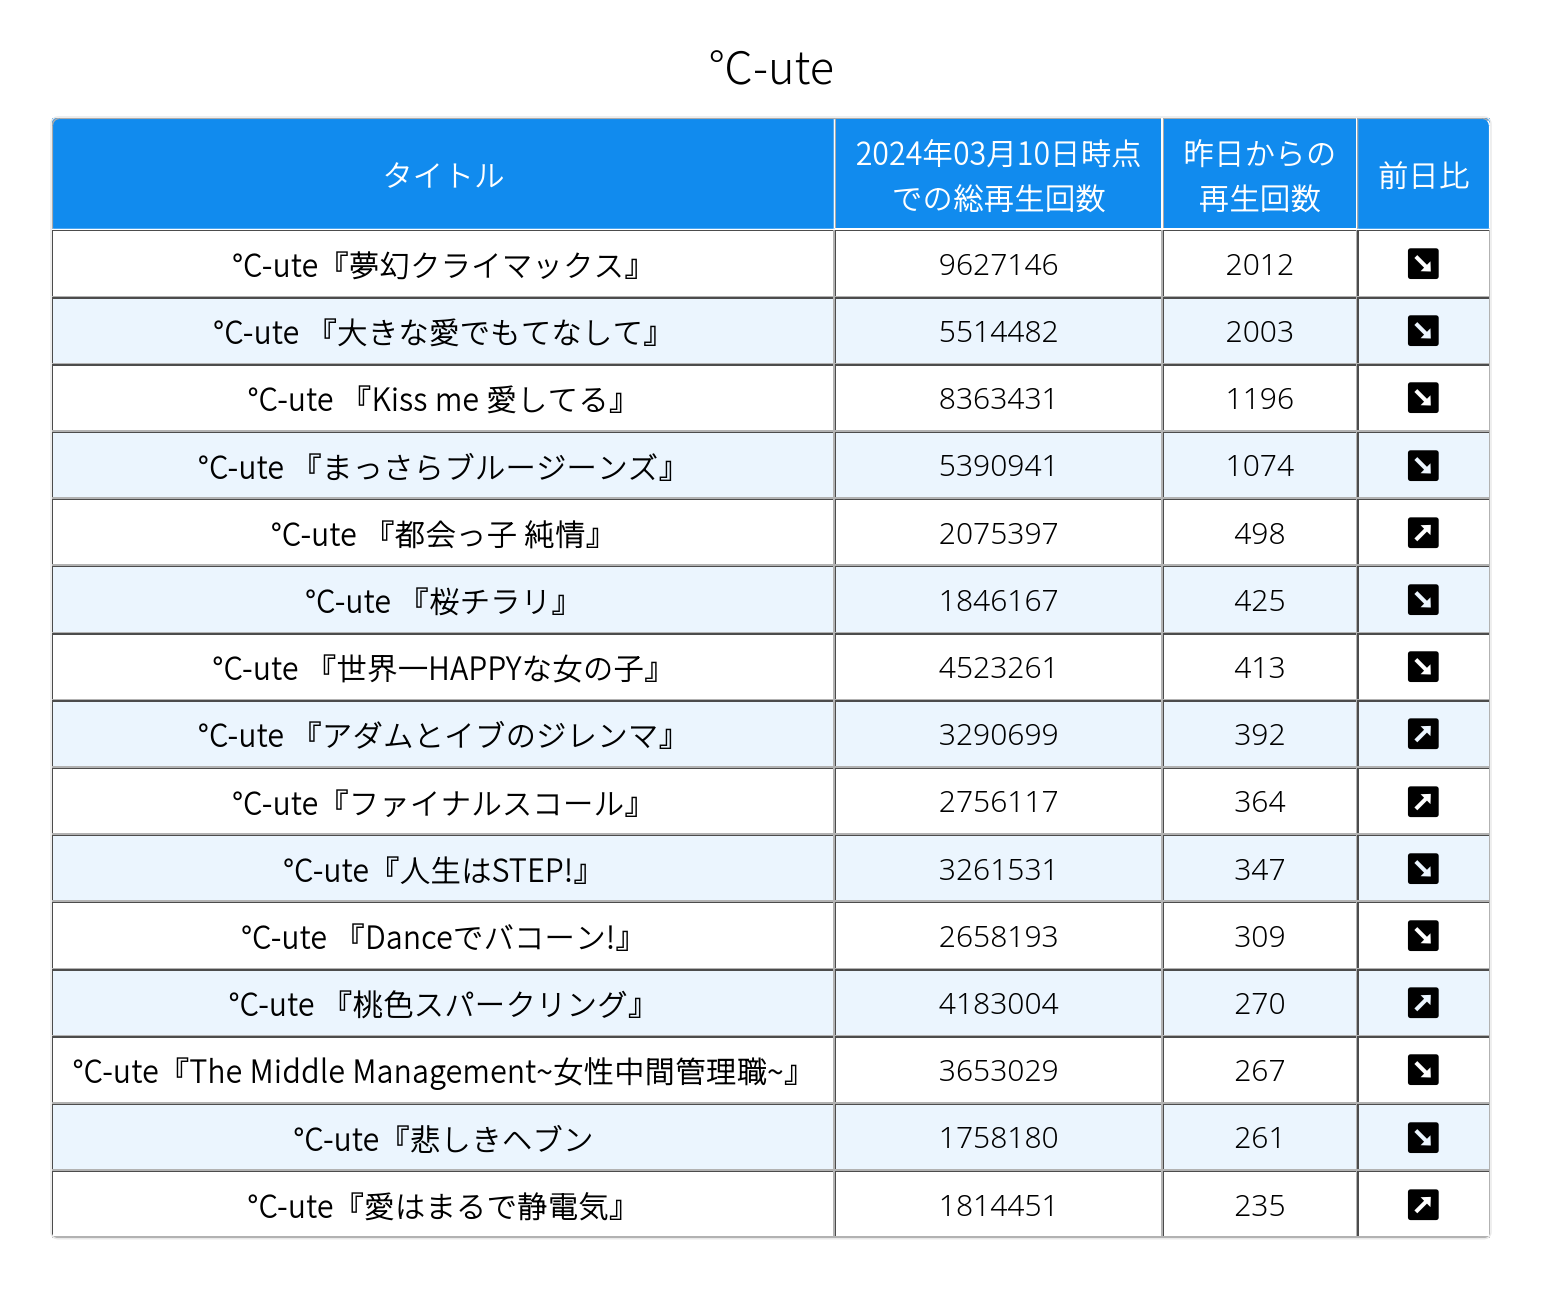 °C-ute
タイトル
2024年03月10日時点
での総再生回数
昨日からの
再生回数
前日比
°C-ute『夢幻クライマックス』 9627146 2012
°C-ute 『大きな愛でもてなして』 5514482 2003
°C-ute 『Kiss me 愛してる』 8363431 1196
°C-ute 『まっさらブルージーンズ』 5390941 1074
°C-ute 『都会っ子 純情』 2075397 498
°C-ute 『桜チラリ』 1846167 425
°C-ute 『世界一HAPPYな女の子』 4523261 413
°C-ute 『アダムとイブのジレンマ』 3290699 392
°C-ute『ファイナルスコール』 2756117 364
°C-ute『人生はSTEP!』 3261531 347
°C-ute 『Danceでバコーン!』 2658193 309
°C-ute 『桃色スパークリング』 4183004 270
°C-ute『The Middle Management~女性中間管理職~』 3653029 267
°C-ute『悲しきヘブン 1758180 261
°C-ute『愛はまるで静電気』 1814451 235